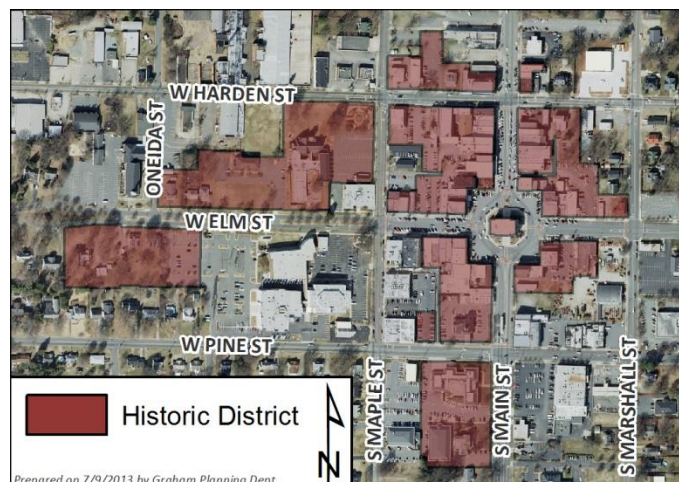 W HARDEN ST
ONEIDA ST
W ELM ST
W PINE ST
S MAPLE ST
S MAIN ST
S MARSHALL ST
Historic District
N
Prepared on 7/9/2013 by Graham Planning Dept